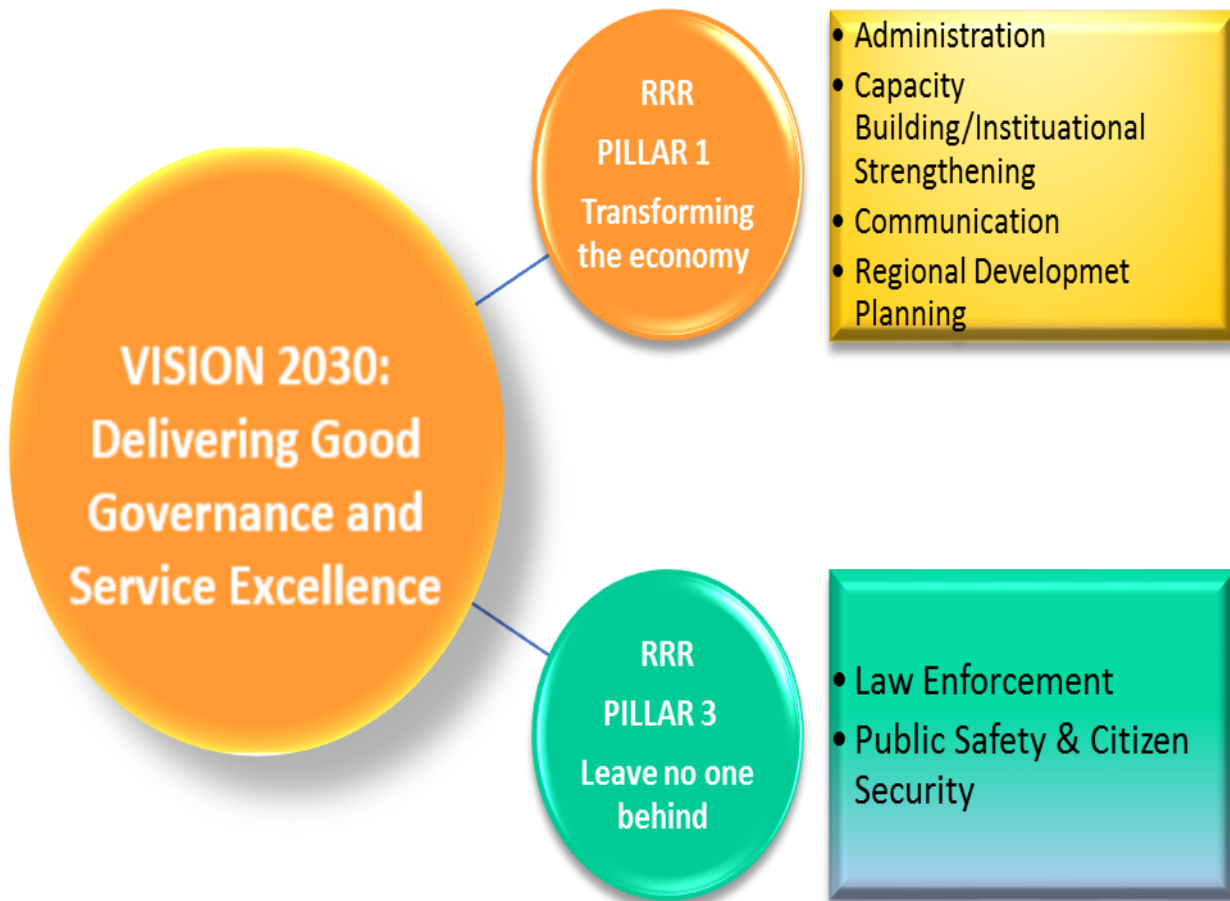 VISION 2030:
Delivering Good
Governance and
Service Excellence
RRR
PILLAR 1
Transforming
the economy
• Administration
• Capacity
Building/Instituational
Strengthening
• Communication
• Regional Developmet
Planning
RRR
PILLAR 3
Leave no one
behind
• Law Enforcement
• Public Safety & Citizen
Security